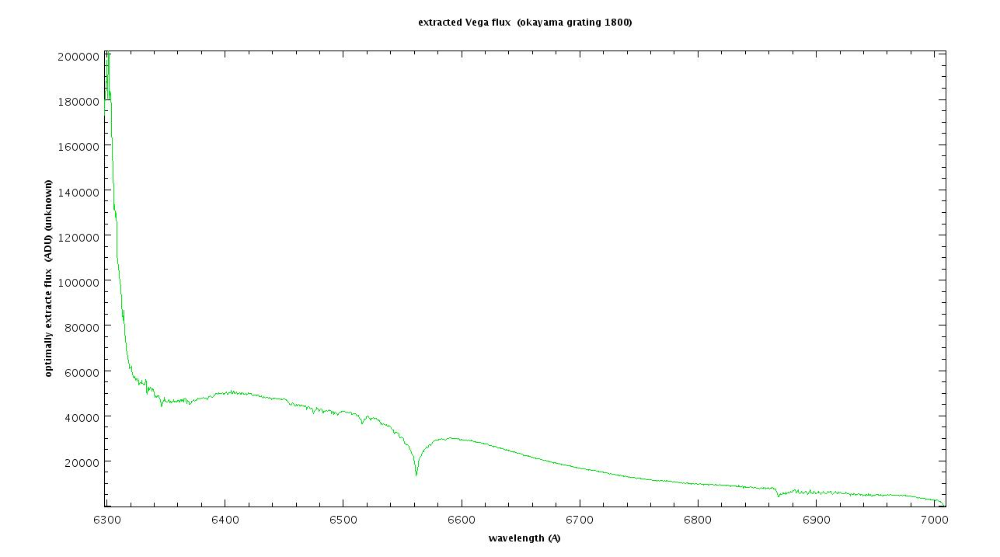 extracted Vega flux (okayama grating 1800)
optimally extracte flux (ADU) (unknown)
200000
180000
160000
140000
120000
100000
80000
60000
40000
20000
6300 6400 6500 6600 6700 6800 6900 7000
wavelength (A)